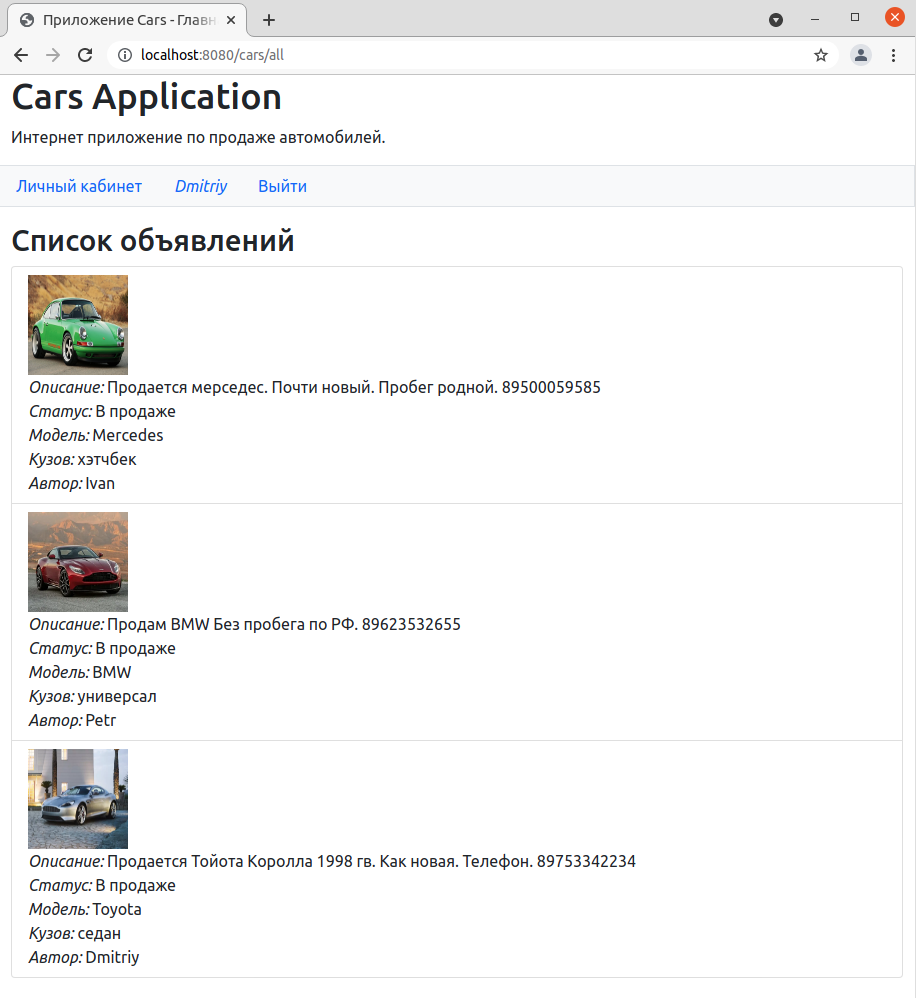 Приложение Cars - Главн
localhost:8080/cars/all
Cars Application
Интернет приложение по продаже автомобилей.
Личный кабинет Dmitriy Выйти
Список объявлений
Описание: Продается мерседес. Почти новый. Пробег родной. 89500059585
Статус: В продаже
Модель: Mercedes
Кузов: хэтчбек
Автор: Ivan
Описание: Продам BMW Без пробега по РФ. 89623532655
Статус: В продаже
Модель: BMW
Кузов: универсал
Автор: Petr
Описание: Продается Тойота Королла 1998 гв. Как новая. Телефон. 89753342234
Статус: В продаже
Модель: Toyota
Кузов: седан
Автор: Dmitriy